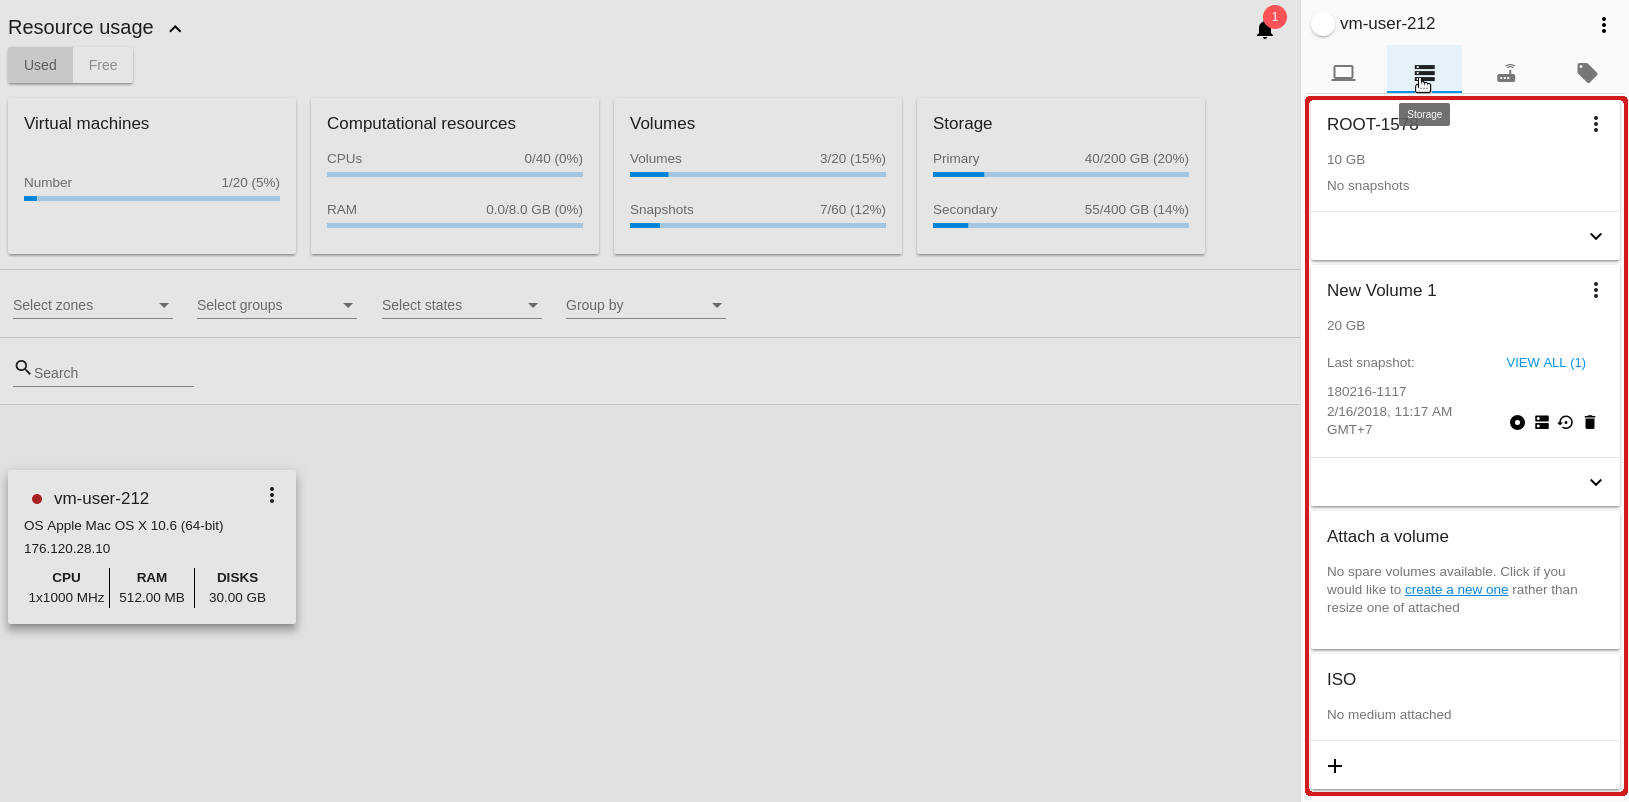 Resource usage
1
Used Free
Virtual machines
Number 1/20 (5%)
Computational resources
CPUs 0/40 (0%)
RAM 0.0/8.0 GB (0%)
Volumes
Volumes 3/20 (15%)
Snapshots 7/60 (12%)
Storage
Primary 40/200 GB (20%)
Secondary 55/400 GB (14%)
Select zones Select groups Select states Group by
Search
vm-user-212
OS Apple Mac OS X 10.6 (64-bit)
176.120.28.10
CPU RAM DISKS
1x1000 MHz 512.00 MB 30.00 GB
vm-user-212
Storage
ROOT-1578
10 GB
No snapshots
New Volume 1
20 GB
Last snapshot: VIEW ALL (1)
180216-1117
2/16/2018, 11:17 AM
GMT+7
Attach a volume
No spare volumes available. Click if you
would like to create a new one rather than
resize one of attached
ISO
No medium attached